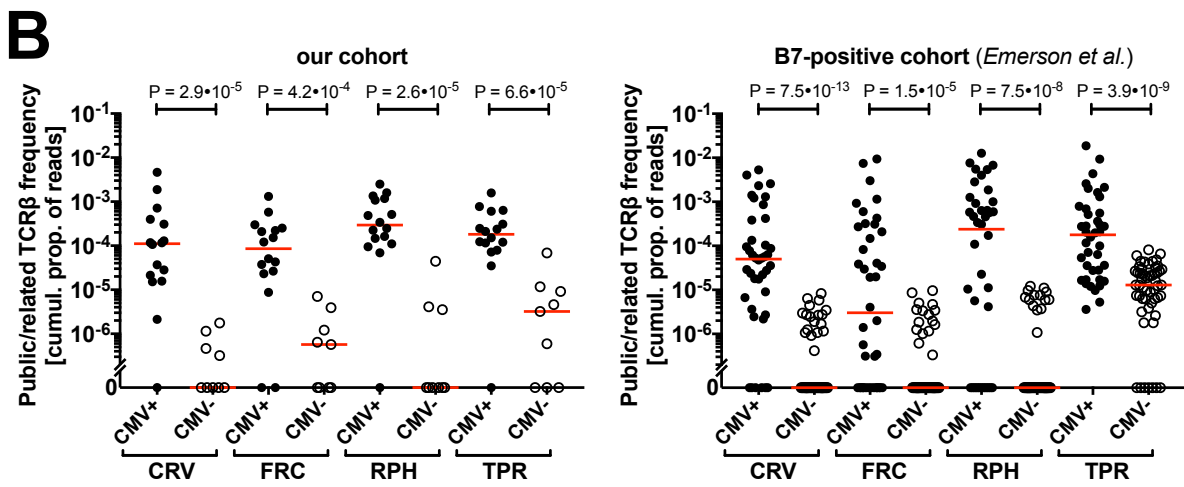 B
our cohort
P = 2.9•10⁻⁵ P = 4.2•10⁻⁴ P = 2.6•10⁻⁵ P = 6.6•10⁻⁵
Public/related TCRβ frequency
[cumul. prop. of reads]
10⁻¹
10⁻²
10⁻³
10⁻⁴
10⁻⁵
10⁻⁶
0
CMV+ CMV- CMV+ CMV- CMV+ CMV- CMV+ CMV-
CRV FRC RPH TPR
B7-positive cohort (Emerson et al.)
P = 7.5•10⁻¹³ P = 1.5•10⁻⁵ P = 7.5•10⁻⁸ P = 3.9•10⁻⁹
Public/related TCRβ frequency
[cumul. prop. of reads]
10⁻¹
10⁻²
10⁻³
10⁻⁴
10⁻⁵
10⁻⁶
0
CMV+ CMV- CMV+ CMV- CMV+ CMV- CMV+ CMV-
CRV FRC RPH TPR